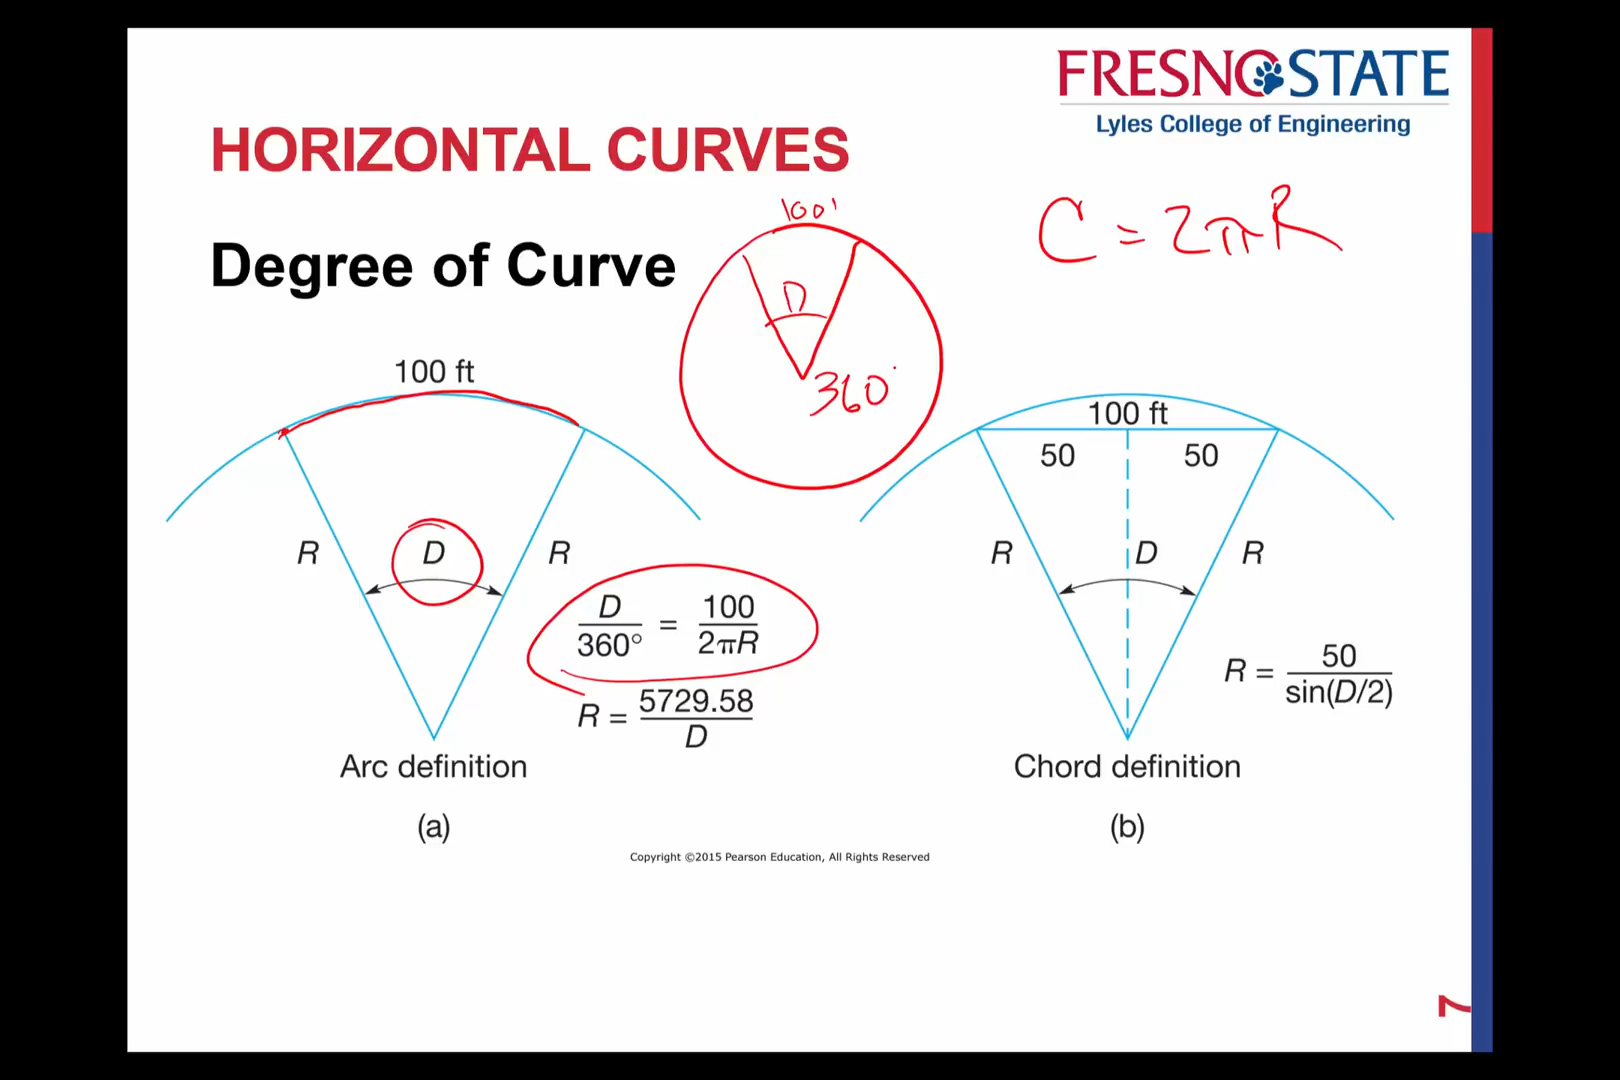 FRESNO STATE
Lyles College of Engineering
HORIZONTAL CURVES
Degree of Curve
100'
D
360°
C = 2πR
100 ft
R
D
R
D/360° = 100/2πR
R = 5729.58/D
Arc definition
(a)
100 ft
50
50
R
D
R
R = 50/sin(D/2)
Chord definition
(b)
Copyright ©2015 Pearson Education, All Rights Reserved
7